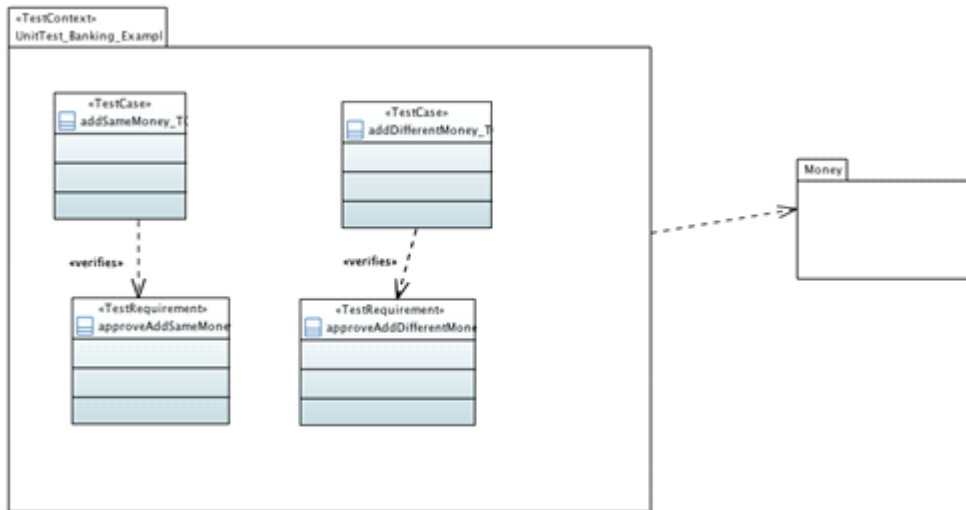 «TestContext»
UnitTest_Banking_Exampl
«TestCase»
addSameMoney_T
«TestCase»
addDifferentMoney_T
Money
«verifies»
«verifies»
«TestRequirement»
approveAddSameMone
«TestRequirement»
approveAddDifferentMone